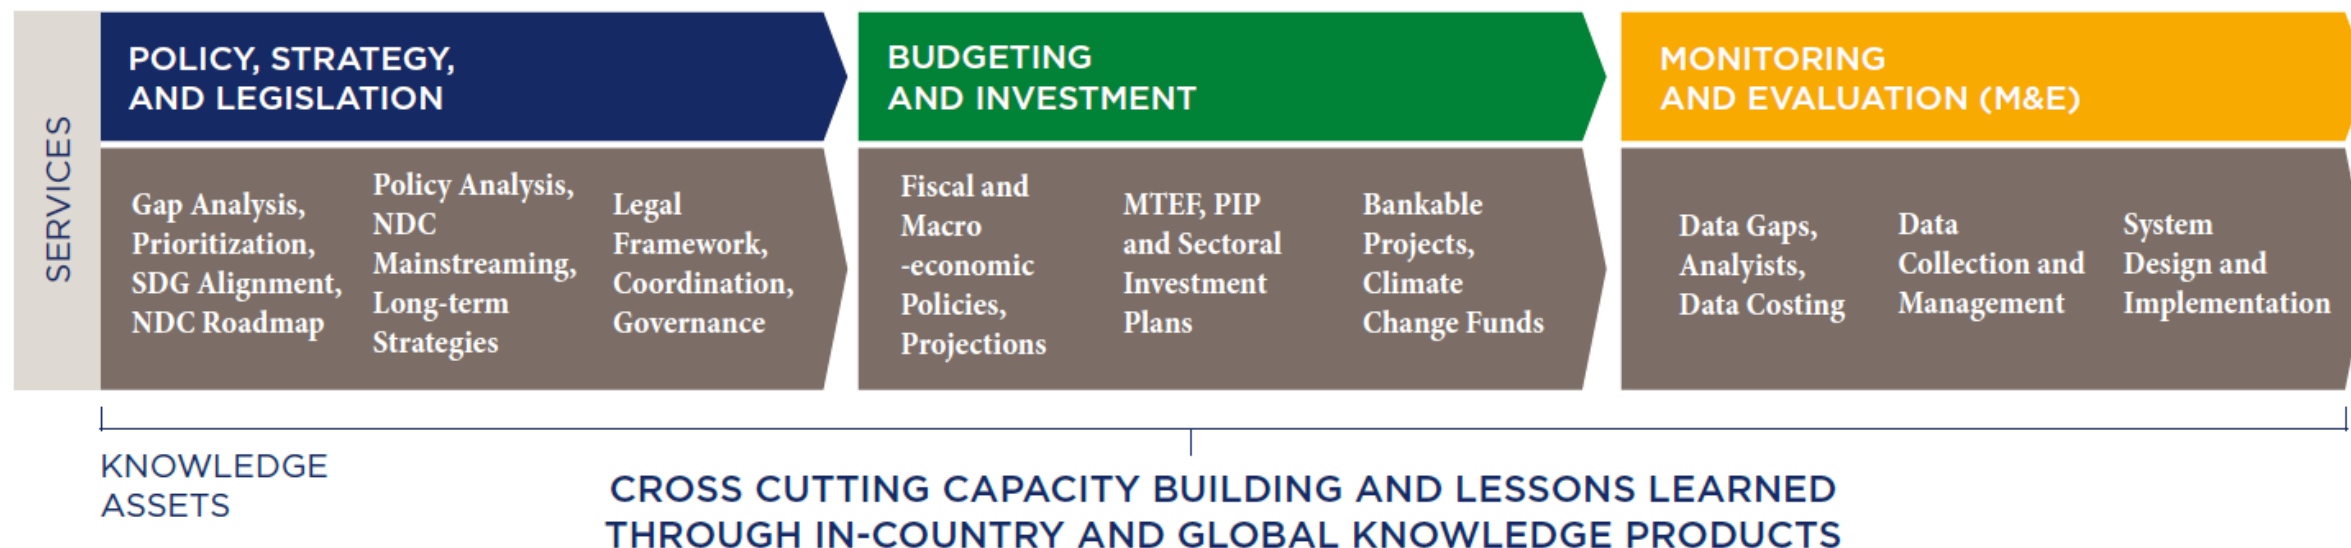 SERVICES
POLICY, STRATEGY,
AND LEGISLATION
Gap Analysis,
Prioritization,
SDG Alignment,
NDC Roadmap
Policy Analysis,
NDC
Mainstreaming,
Long-term
Strategies
Legal
Framework,
Coordination,
Governance
BUDGETING
AND INVESTMENT
Fiscal and
Macro
-economic
Policies,
Projections
MTEF, PIP
and Sectoral
Investment
Plans
Bankable
Projects,
Climate
Change Funds
MONITORING
AND EVALUATION (M&E)
Data Gaps,
Analyists,
Data Costing
Data
Collection and
Management
System
Design and
Implementation
KNOWLEDGE
ASSETS
CROSS CUTTING CAPACITY BUILDING AND LESSONS LEARNED
THROUGH IN-COUNTRY AND GLOBAL KNOWLEDGE PRODUCTS